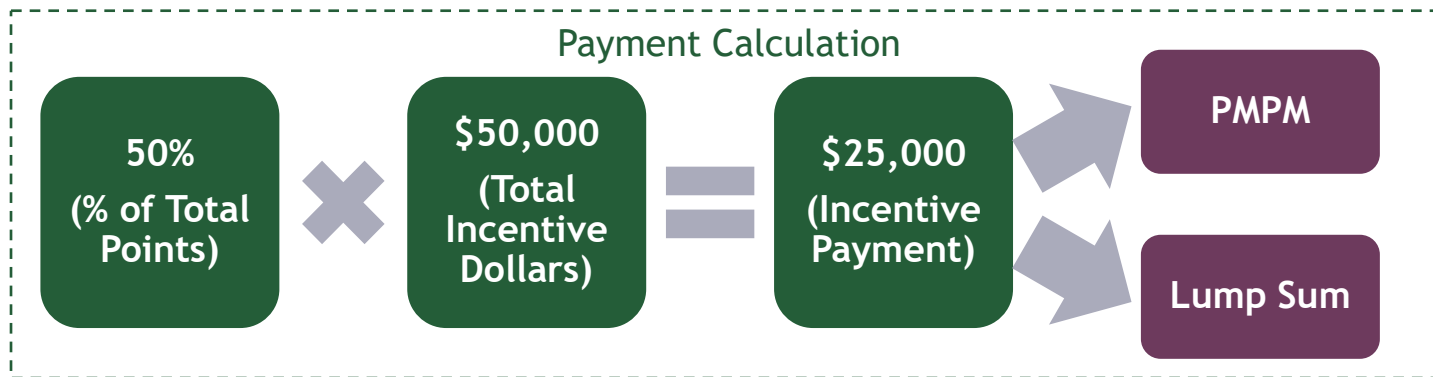 Payment Calculation
50%
(% of Total
Points)
$50,000
(Total
Incentive
Dollars)
$25,000
(Incentive
Payment)
PMPM
Lump Sum